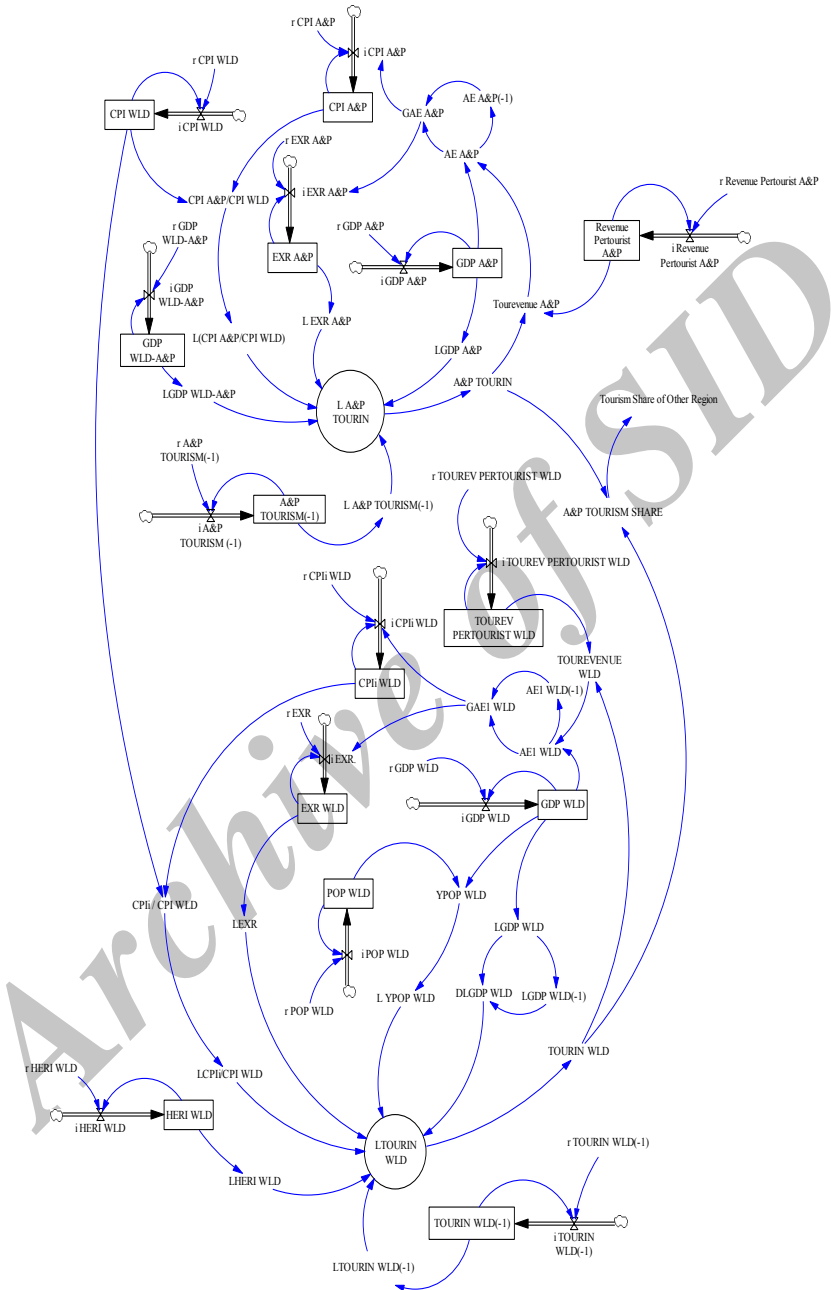 r CPI A&P
i CPI A&P
r CPI WLD
CPI A&P
AE A&P(-1)
CPI WLD
i CPI WLD
GAE A&P
r EXR A&P
AE A&P
CPI A&P/CPI WLD
i EXR A&P
r Revenue Pertourist A&P
r GDP
WLD-A&P
r GDP A&P
Revenue
Pertourist
A&P
i Revenue
Pertourist A&P
EXR A&P
GDP A&P
i GDP A&P
i GDP
WLD-A&P
Tourevenue A&P
L EXR A&P
GDP
WLD-A&P
L(CPI A&P/CPI WLD)
LGDP A&P
A&P TOURIN
LGDP WLD-A&P
L A&P
TOURIN
Tourism Share of Other Region
r A&P
TOURISM(-1)
r TOUREV PERTOURIST WLD
A&P
TOURISM(-1)
L A&P TOURISM(-1)
A&P TOURISM SHARE
i A&P
TOURISM (-1)
i TOUREV PERTOURIST WLD
r CPIi WLD
i CPIi WLD
TOUREV
PERTOURIST WLD
TOUREVENUE
WLD
CPIi WLD
AE1 WLD(-1)
GAE1 WLD
r EXR
AE1 WLD
i EXR.
r GDP WLD
EXR WLD
GDP WLD
i GDP WLD
POP WLD
YPOP WLD
CPIi / CPI WLD
LEXR
LGDP WLD
i POP WLD
L YPOP WLD
DLGDP WLD
LGDP WLD(-1)
r POP WLD
TOURIN WLD
r HERI WLD
LCPIi/CPI WLD
HERI WLD
i HERI WLD
LTOURIN
WLD
r TOURIN WLD(-1)
LHERI WLD
TOURIN WLD(-1)
i TOURIN
WLD(-1)
LTOURIN WLD(-1)
Archive of SID